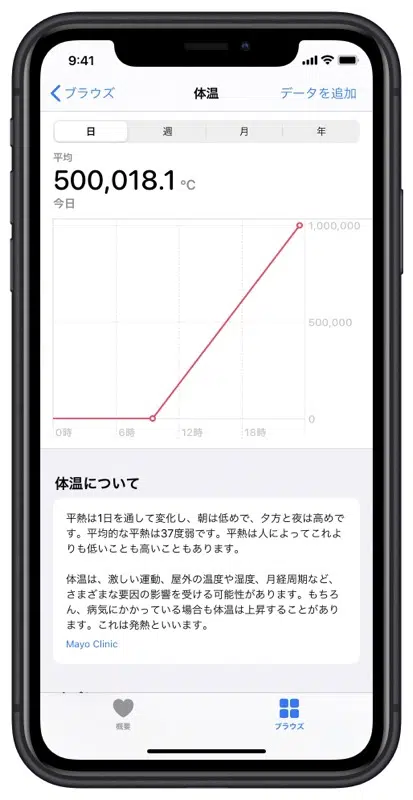 9:41
ブラウズ 体温 データを追加
日 週 月 年
平均
500,018.1 °C
今日
1,000,000
500,000
0
0時 6時 12時 18時
体温について
平熱は1日を通して変化し、朝は低めで、夕方と夜は高めで
す。平均的な平熱は37度弱です。平熱は人によってこれよ
りも低いことも高いこともあります。
体温は、激しい運動、屋外の温度や湿度、月経周期など、
さまざまな要因の影響を受ける可能性があります。もちろ
ん、病気にかかっている場合も体温は上昇することがあり
ます。これは発熱といいます。
Mayo Clinic
概要 ブラウズ